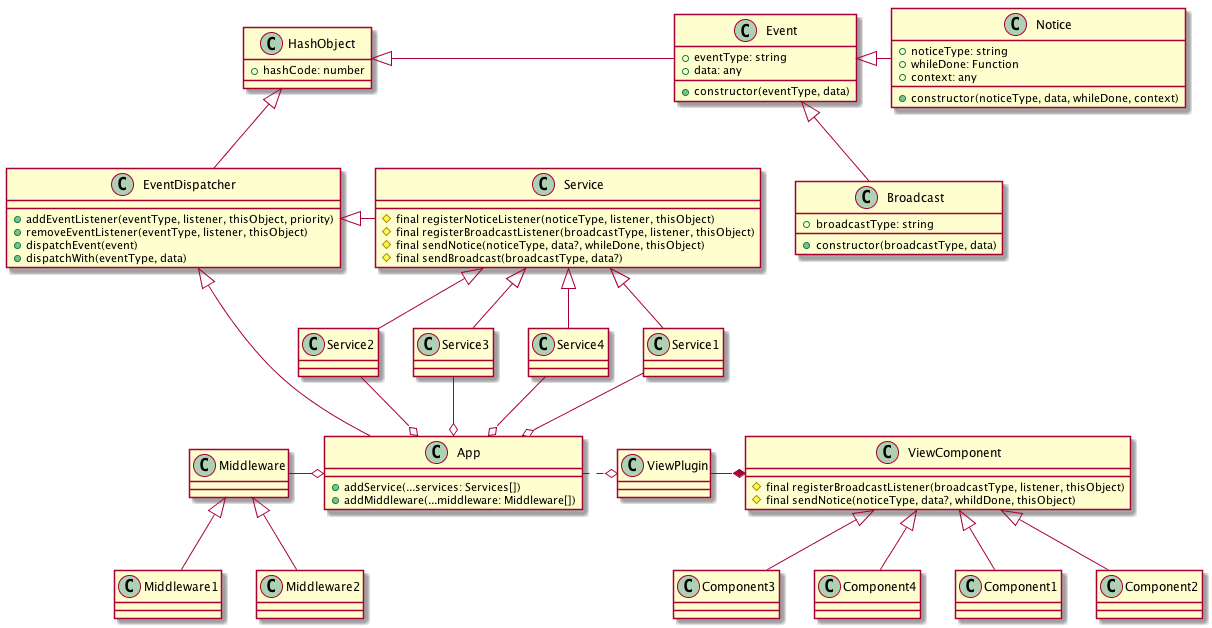 C HashObject
hashCode: number
C Event
eventType: string
data: any
constructor(eventType, data)
C Notice
noticeType: string
whileDone: Function
context: any
constructor(noticeType, data, whileDone, context)
C EventDispatcher
addEventListener(eventType, listener, thisObject, priority)
removeEventListener(eventType, listener, thisObject)
dispatchEvent(event)
dispatchWith(eventType, data)
C Service
final registerNoticeListener(noticeType, listener, thisObject)
final registerBroadcastListener(broadcastType, listener, thisObject)
final sendNotice(noticeType, data?, whileDone, thisObject)
final sendBroadcast(broadcastType, data?)
C Broadcast
broadcastType: string
constructor(broadcastType, data)
C Service2
C Service3
C Service4
C Service1
C Middleware
C App
addService(...services: Services[])
addMiddleware(...middleware: Middleware[])
C ViewPlugin
C ViewComponent
final registerBroadcastListener(broadcastType, listener, thisObject)
final sendNotice(noticeType, data?, whildDone, thisObject)
C Middleware1
C Middleware2
C Component3
C Component4
C Component1
C Component2